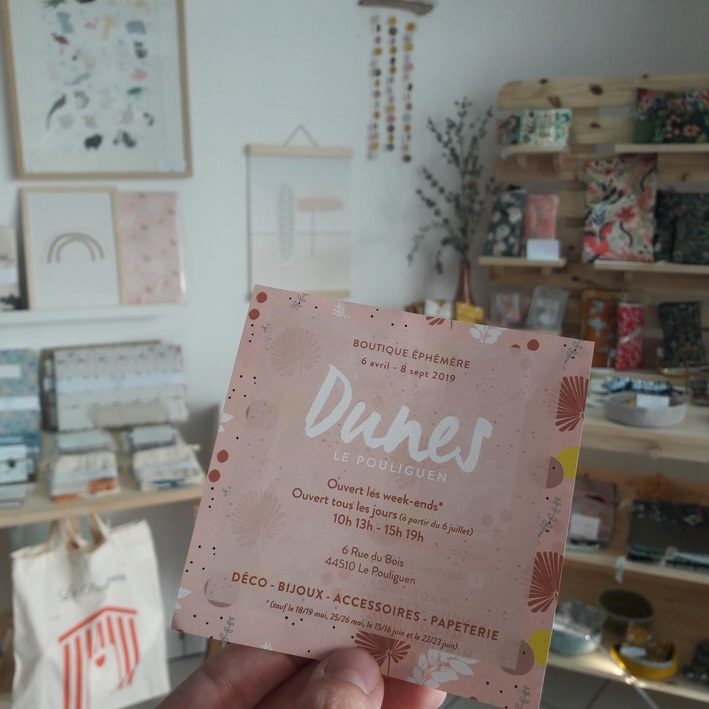 BOUTIQUE ÉPHÉMÈRE
6 avril - 8 sept 2019
Dunes
LE POULIGUEN
Ouvert les week-ends*
Ouvert tous les jours (à partir du 6 juillet)
10h 13h - 15h 19h
6 Rue du Bois
44510 Le Pouliguen
DÉCO - BIJOUX - ACCESSOIRES - PAPETERIE
* (sauf le 18/19 mai, 25/26 mai, le 15/16 juin et le 22/23 juin)